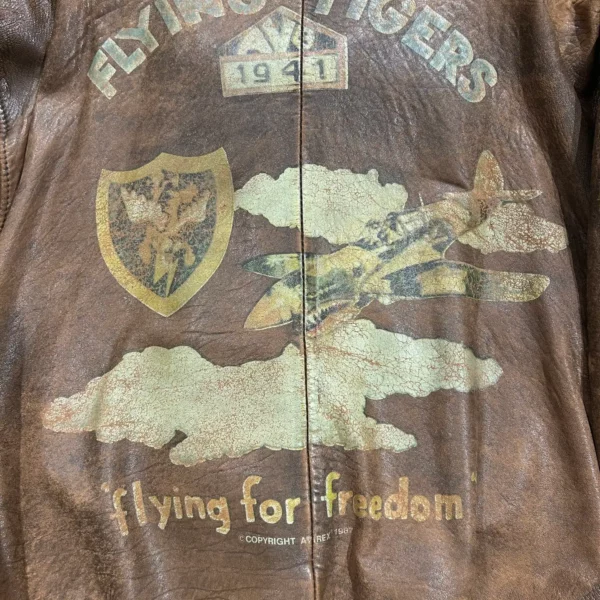 FLYING TIGERS
AVG
1941
"flying for freedom"
© COPYRIGHT